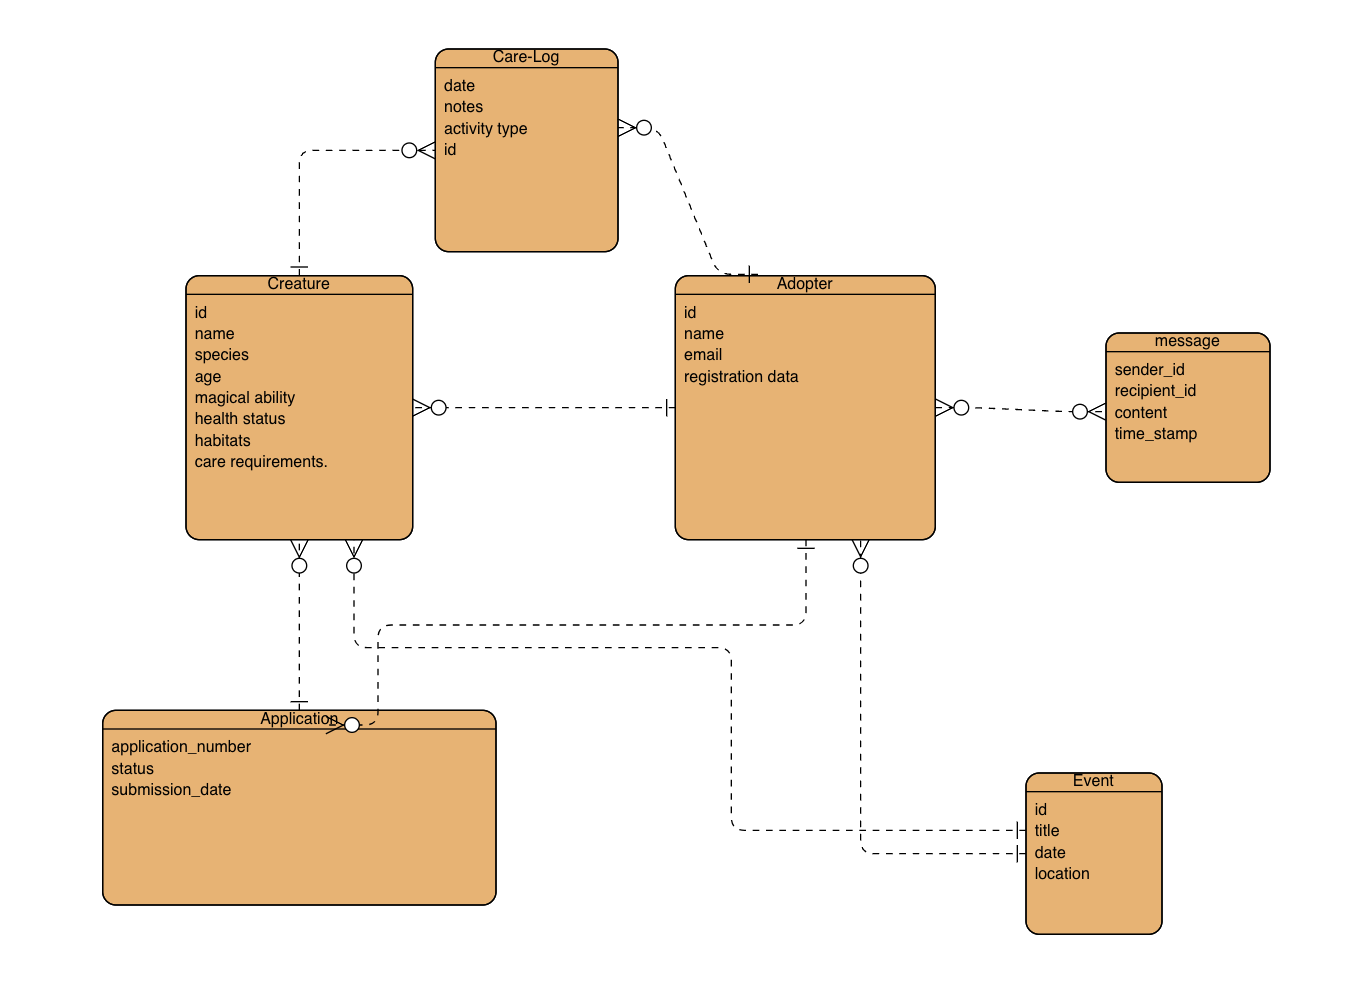 Care-Log
date
notes
activity type
id
Creature
id
name
species
age
magical ability
health status
habitats
care requirements.
Adopter
id
name
email
registration data
message
sender_id
recipient_id
content
time_stamp
Application
application_number
status
submission_date
Event
id
title
date
location